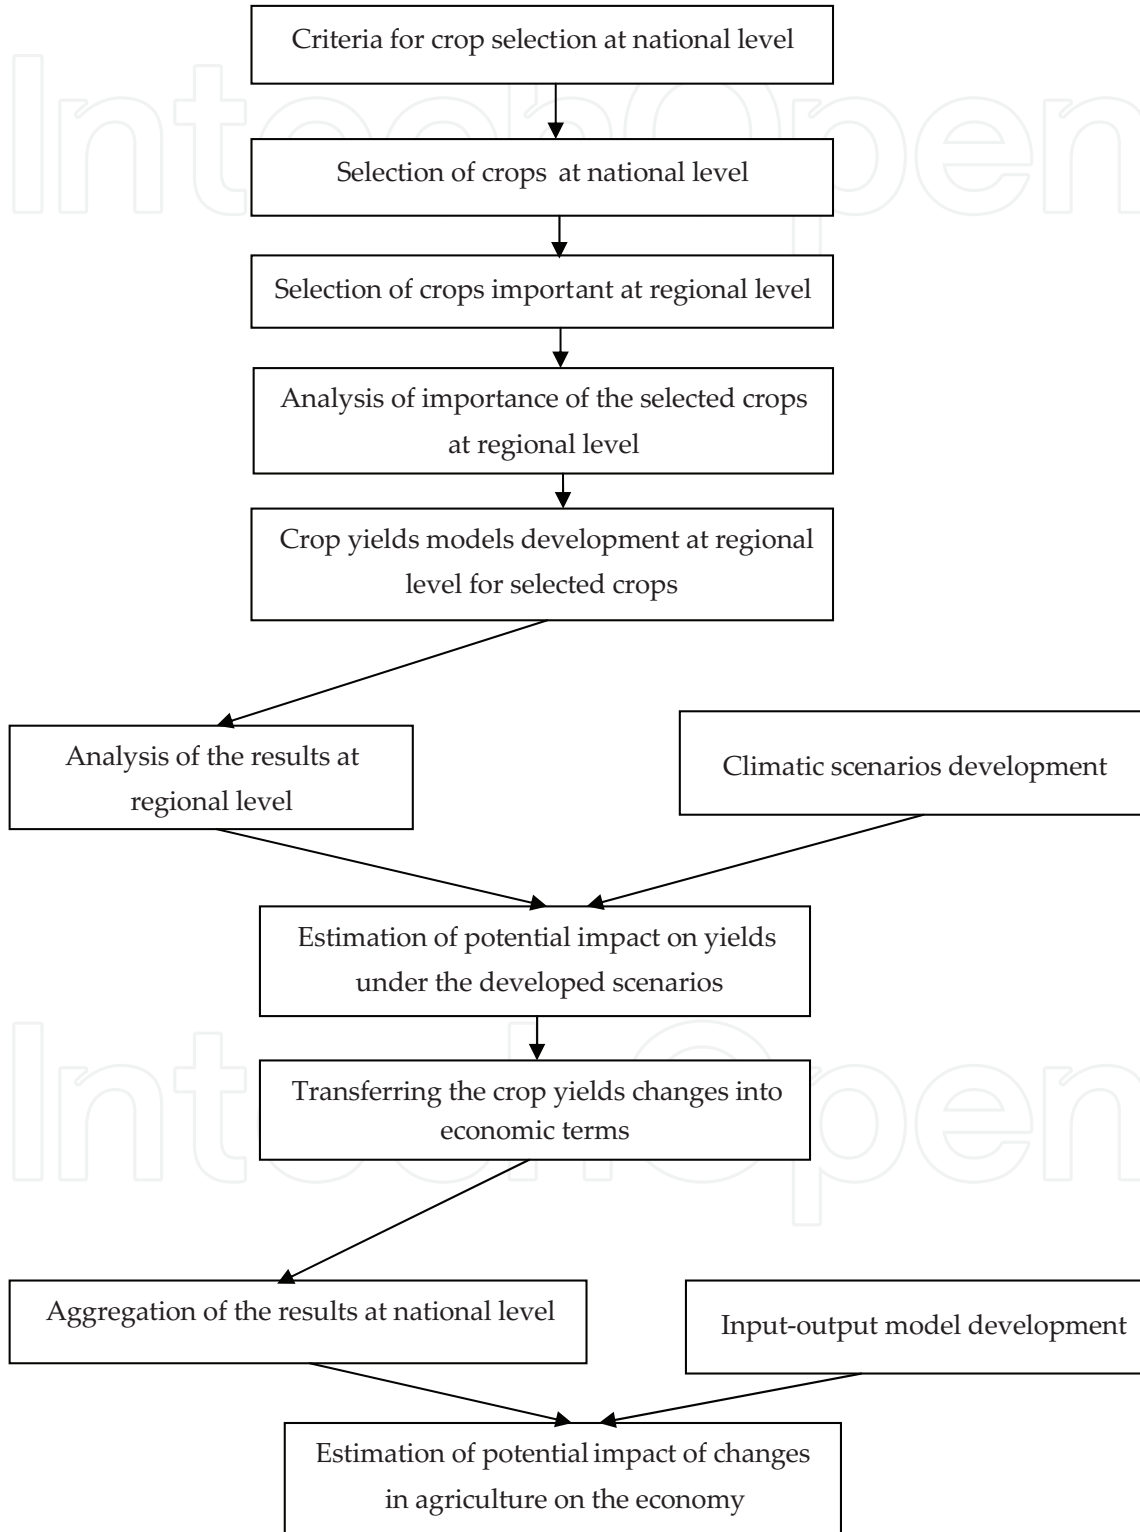 Criteria for crop selection at national level
Selection of crops at national level
Selection of crops important at regional level
Analysis of importance of the selected crops
at regional level
Crop yields models development at regional
level for selected crops
Analysis of the results at
regional level
Climatic scenarios development
Estimation of potential impact on yields
under the developed scenarios
Transferring the crop yields changes into
economic terms
Aggregation of the results at national level
Input-output model development
Estimation of potential impact of changes
in agriculture on the economy
IntechOpen
IntechOpen